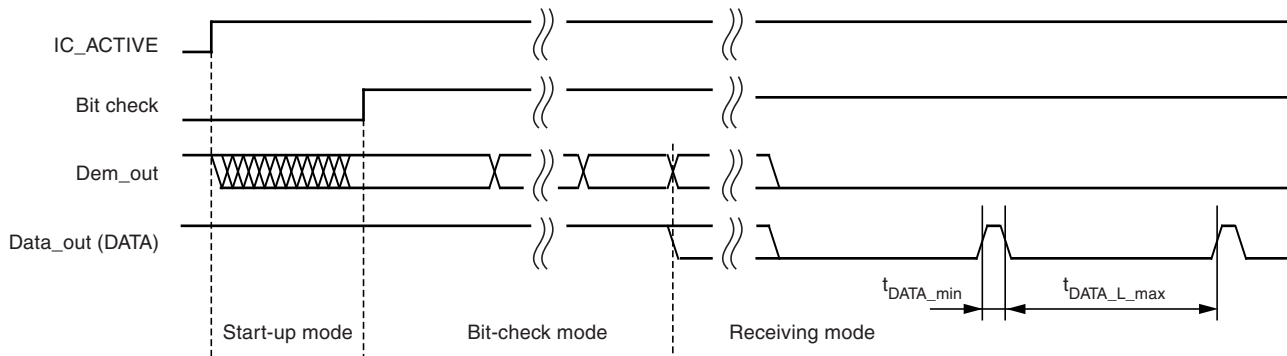 IC_ACTIVE
Bit check
Dem_out
Data_out (DATA)
tDATA_min
tDATA_L_max
Start-up mode
Bit-check mode
Receiving mode